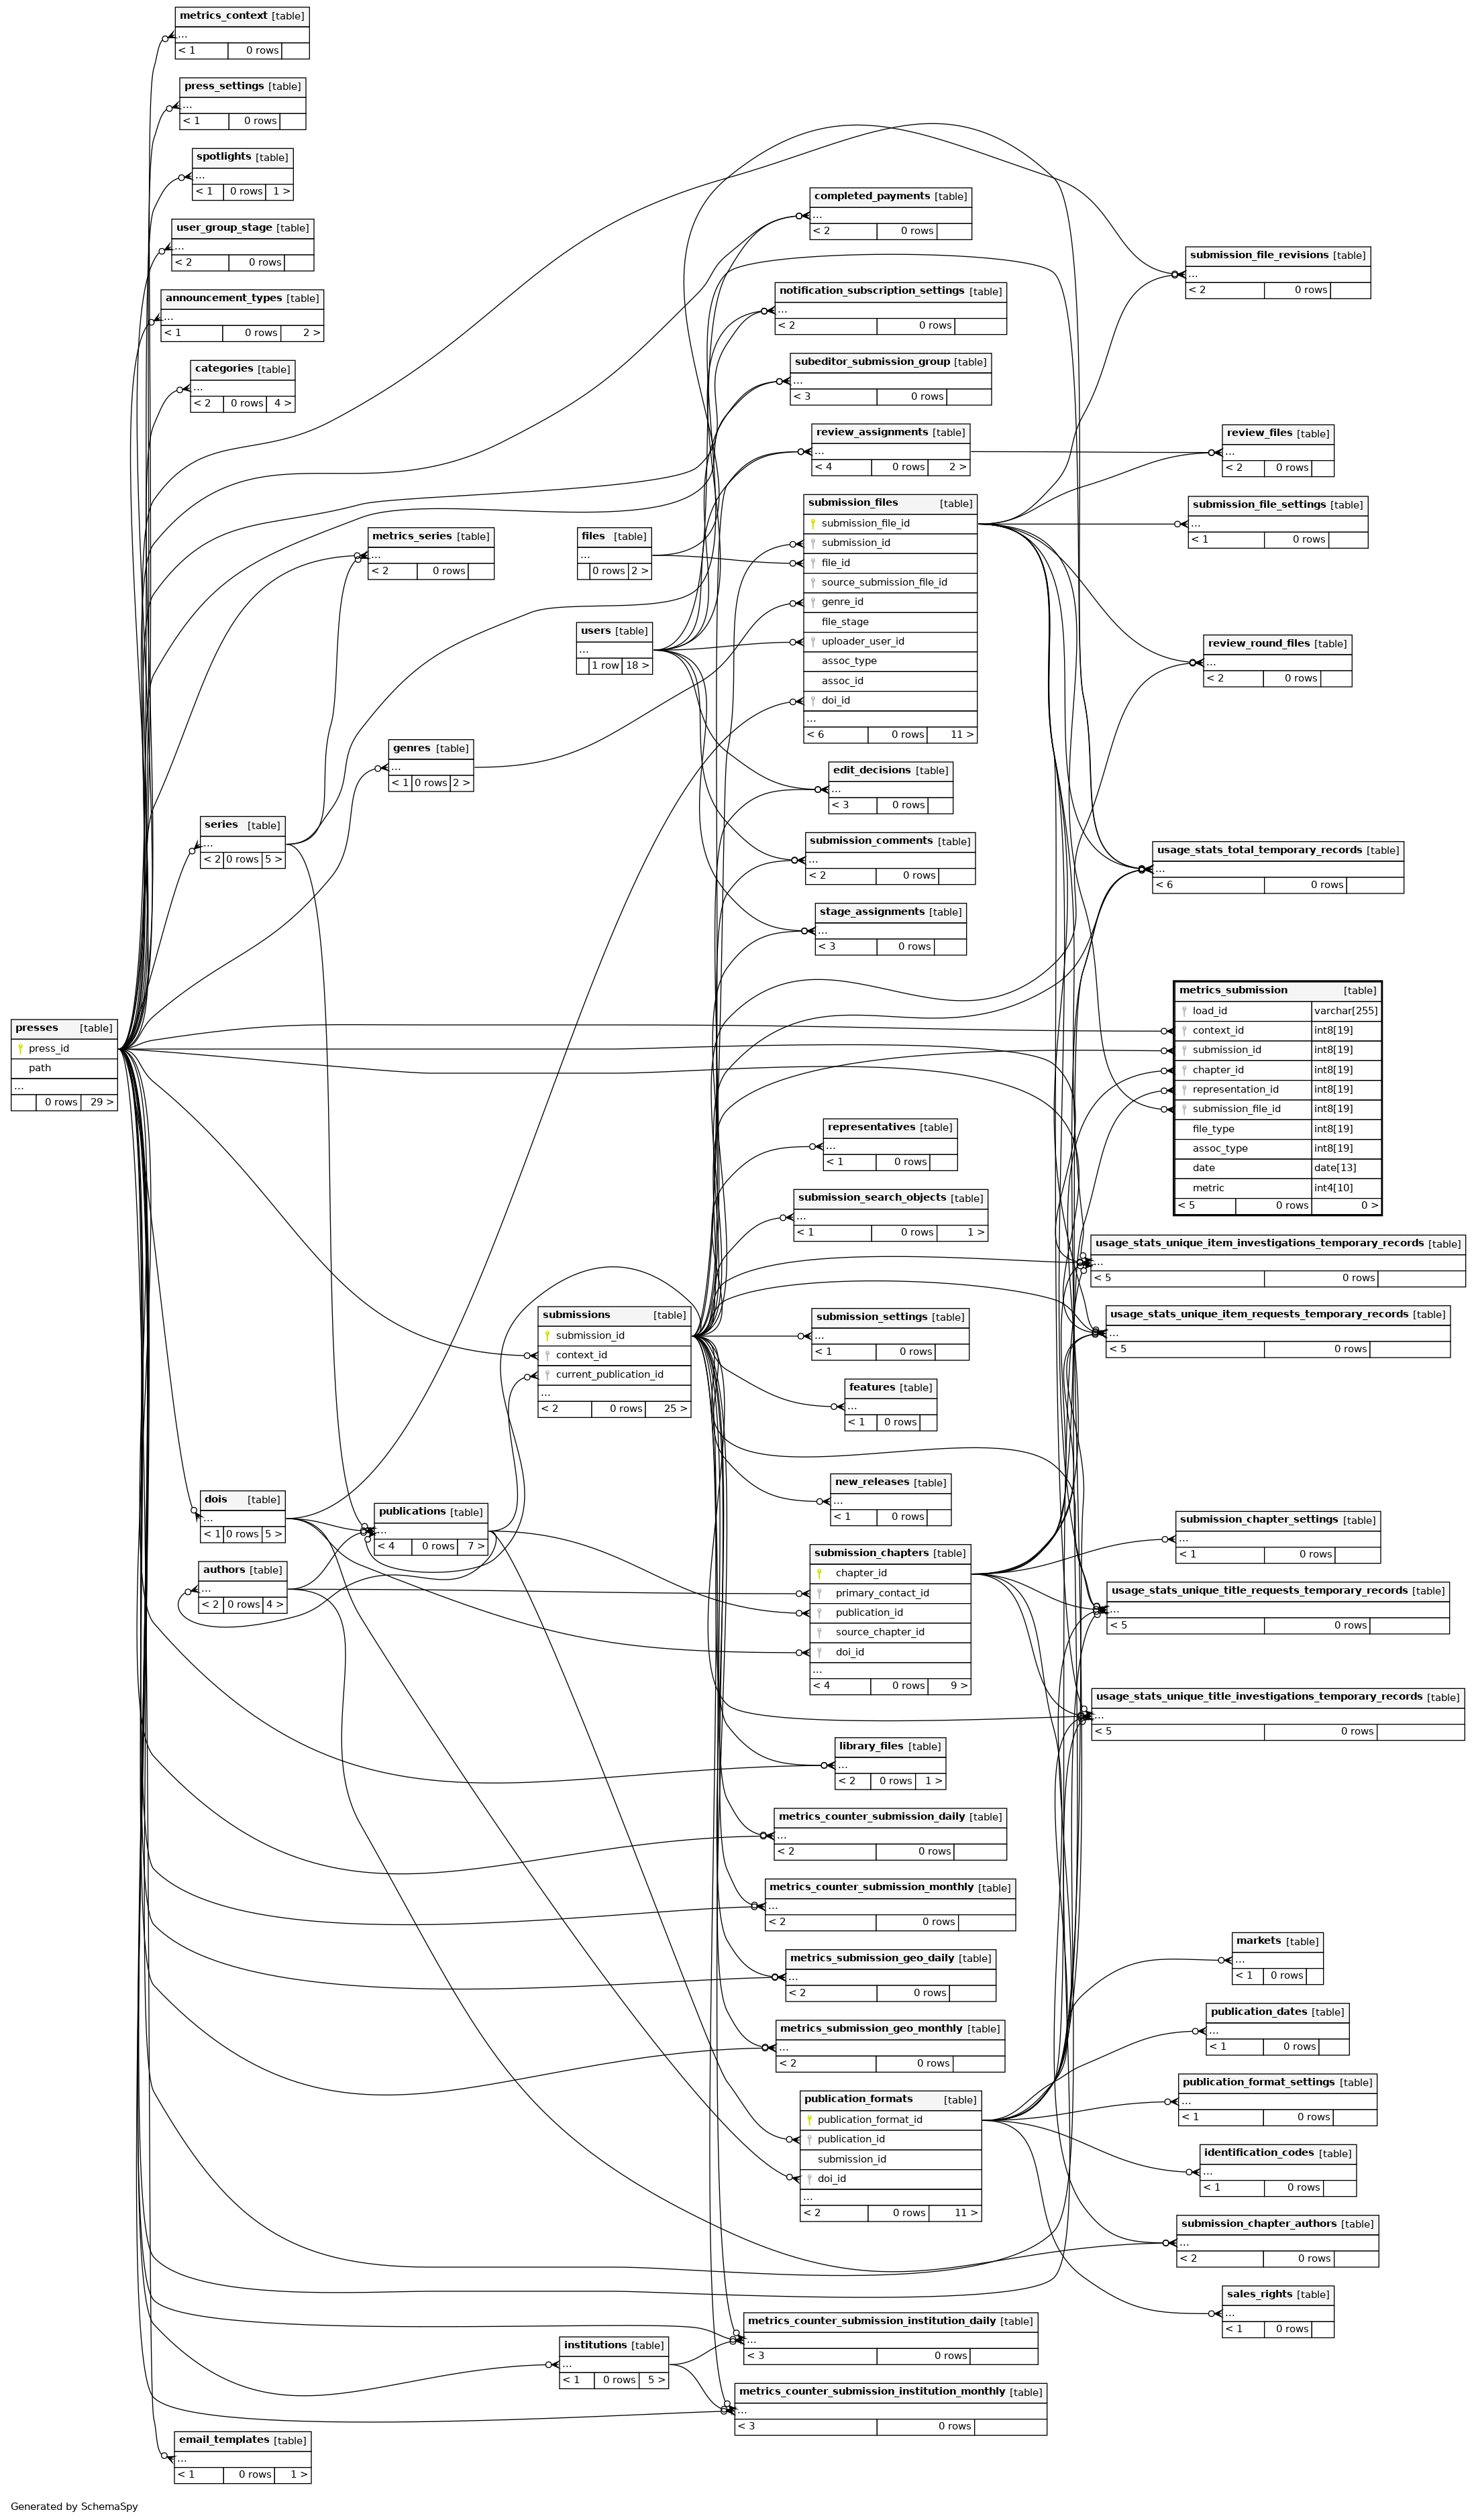 metrics_context [table]
...
< 1 0 rows
press_settings [table]
...
< 1 0 rows
spotlights [table]
...
< 1 0 rows 1 >
user_group_stage [table]
...
< 2 0 rows
announcement_types [table]
...
< 1 0 rows 2 >
categories [table]
...
< 2 0 rows 4 >
metrics_series [table]
...
< 2 0 rows
files [table]
...
0 rows 2 >
users [table]
...
1 row 18 >
genres [table]
...
< 1 0 rows 2 >
series [table]
...
< 2 0 rows 5 >
presses [table]
press_id
path
...
0 rows 29 >
submissions [table]
submission_id
context_id
current_publication_id
...
< 2 0 rows 25 >
dois [table]
...
< 1 0 rows 5 >
publications [table]
...
< 4 0 rows 7 >
authors [table]
...
< 2 0 rows 4 >
institutions [table]
...
< 1 0 rows 5 >
email_templates [table]
...
< 1 0 rows 1 >
completed_payments [table]
...
< 2 0 rows
notification_subscription_settings [table]
...
< 2 0 rows
subeditor_submission_group [table]
...
< 3 0 rows
review_assignments [table]
...
< 4 0 rows 2 >
submission_files [table]
submission_file_id
submission_id
file_id
source_submission_file_id
genre_id
file_stage
uploader_user_id
assoc_type
assoc_id
doi_id
...
< 6 0 rows 11 >
edit_decisions [table]
...
< 3 0 rows
submission_comments [table]
...
< 2 0 rows
stage_assignments [table]
...
< 3 0 rows
representatives [table]
...
< 1 0 rows
submission_search_objects [table]
...
< 1 0 rows 1 >
submission_settings [table]
...
< 1 0 rows
features [table]
...
< 1 0 rows
new_releases [table]
...
< 1 0 rows
submission_chapters [table]
chapter_id
primary_contact_id
publication_id
source_chapter_id
doi_id
...
< 4 0 rows 9 >
library_files [table]
...
< 2 0 rows 1 >
metrics_counter_submission_daily [table]
...
< 2 0 rows
metrics_counter_submission_monthly [table]
...
< 2 0 rows
metrics_submission_geo_daily [table]
...
< 2 0 rows
metrics_submission_geo_monthly [table]
...
< 2 0 rows
publication_formats [table]
publication_format_id
publication_id
submission_id
doi_id
...
< 2 0 rows 11 >
metrics_counter_submission_institution_daily [table]
...
< 3 0 rows
metrics_counter_submission_institution_monthly [table]
...
< 3 0 rows
submission_file_revisions [table]
...
< 2 0 rows
review_files [table]
...
< 2 0 rows
submission_file_settings [table]
...
< 1 0 rows
review_round_files [table]
...
< 2 0 rows
usage_stats_total_temporary_records [table]
...
< 6 0 rows
metrics_submission [table]
load_id varchar[255]
context_id int8[19]
submission_id int8[19]
chapter_id int8[19]
representation_id int8[19]
submission_file_id int8[19]
file_type int8[19]
assoc_type int8[19]
date date[13]
metric int4[10]
< 5 0 rows 0 >
usage_stats_unique_item_investigations_temporary_records [table]
...
< 5 0 rows
usage_stats_unique_item_requests_temporary_records [table]
...
< 5 0 rows
submission_chapter_settings [table]
...
< 1 0 rows
usage_stats_unique_title_requests_temporary_records [table]
...
< 5 0 rows
usage_stats_unique_title_investigations_temporary_records [table]
...
< 5 0 rows
markets [table]
...
< 1 0 rows
publication_dates [table]
...
< 1 0 rows
publication_format_settings [table]
...
< 1 0 rows
identification_codes [table]
...
< 1 0 rows
submission_chapter_authors [table]
...
< 2 0 rows
sales_rights [table]
...
< 1 0 rows
Generated by SchemaSpy